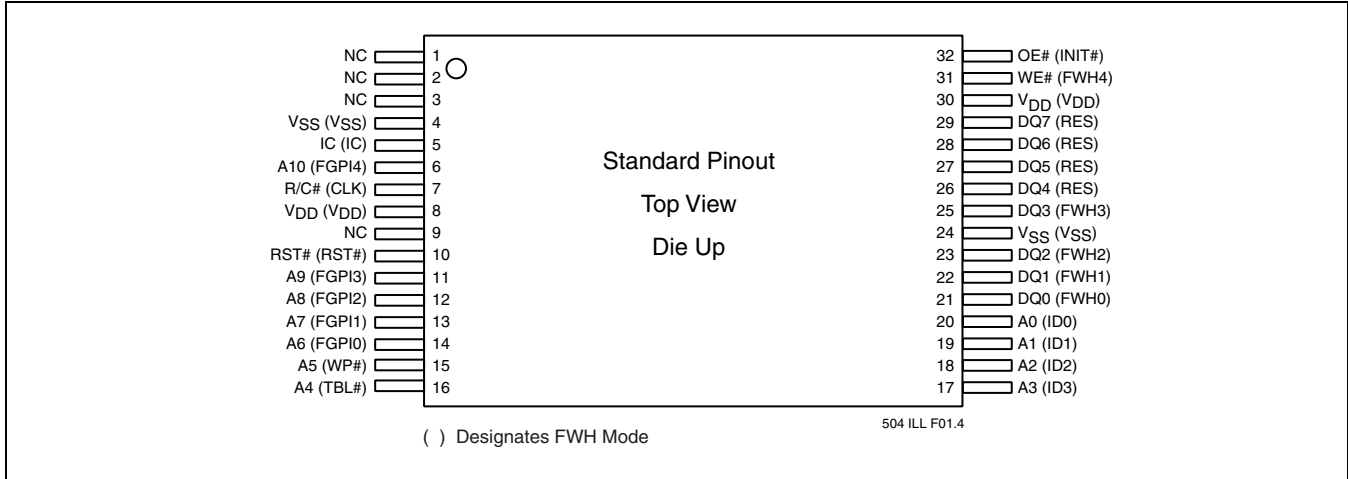 NC 1
NC 2
NC 3
VSS (VSS) 4
IC (IC) 5
A10 (FGPI4) 6
R/C# (CLK) 7
VDD (VDD) 8
NC 9
RST# (RST#) 10
A9 (FGPI3) 11
A8 (FGPI2) 12
A7 (FGPI1) 13
A6 (FGPI0) 14
A5 (WP#) 15
A4 (TBL#) 16
Standard Pinout
Top View
Die Up
32 OE# (INIT#)
31 WE# (FWH4)
30 VDD (VDD)
29 DQ7 (RES)
28 DQ6 (RES)
27 DQ5 (RES)
26 DQ4 (RES)
25 DQ3 (FWH3)
24 VSS (VSS)
23 DQ2 (FWH2)
22 DQ1 (FWH1)
21 DQ0 (FWH0)
20 A0 (ID0)
19 A1 (ID1)
18 A2 (ID2)
17 A3 (ID3)
504 ILL F01.4
( ) Designates FWH Mode